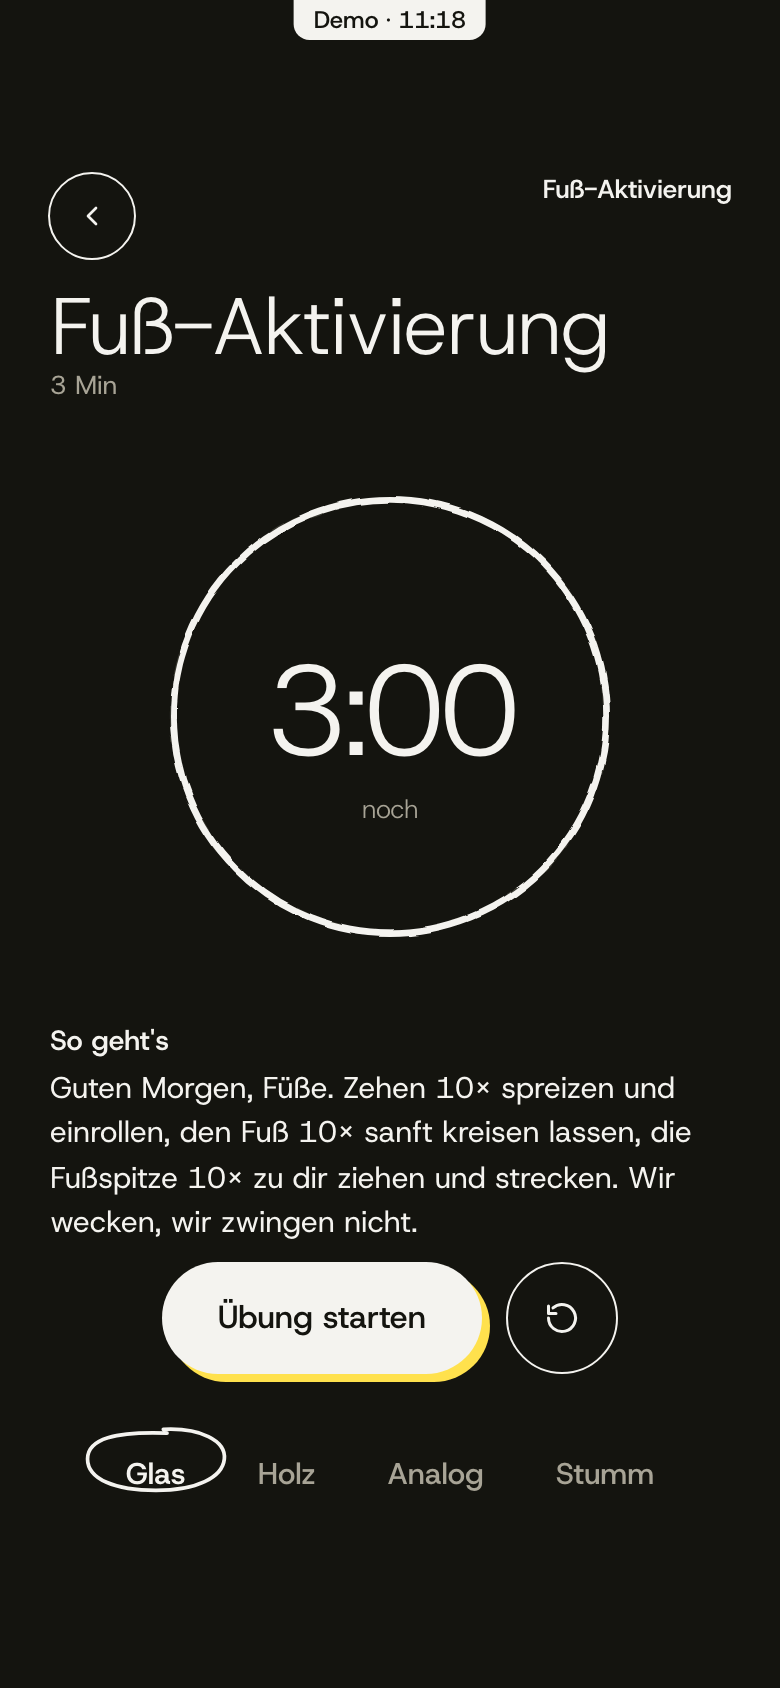 Demo · 11:18
Fuß-Aktivierung
Fuß-Aktivierung
3 Min
3:00
noch
So geht's
Guten Morgen, Füße. Zehen 10× spreizen und
einrollen, den Fuß 10× sanft kreisen lassen, die
Fußspitze 10× zu dir ziehen und strecken. Wir
wecken, wir zwingen nicht.
Übung starten
Glas Holz Analog Stumm